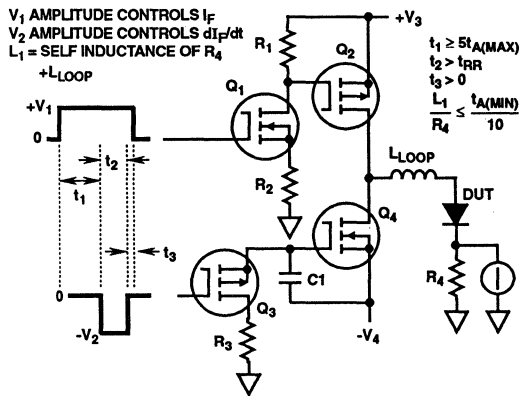 V1 AMPLITUDE CONTROLS IF
V2 AMPLITUDE CONTROLS dIF/dt
L1 = SELF INDUCTANCE OF R4
+LLOOP
+V1
0
t2
t1
t3
0
-V2
R1
Q2
+V3
Q1
R2
Q4
LLOOP
DUT
R4
C1
Q3
R3
-V4
t1 ≥ 5tA(MAX)
t2 > tRR
t3 > 0
L1/R4 ≤ tA(MIN)/10